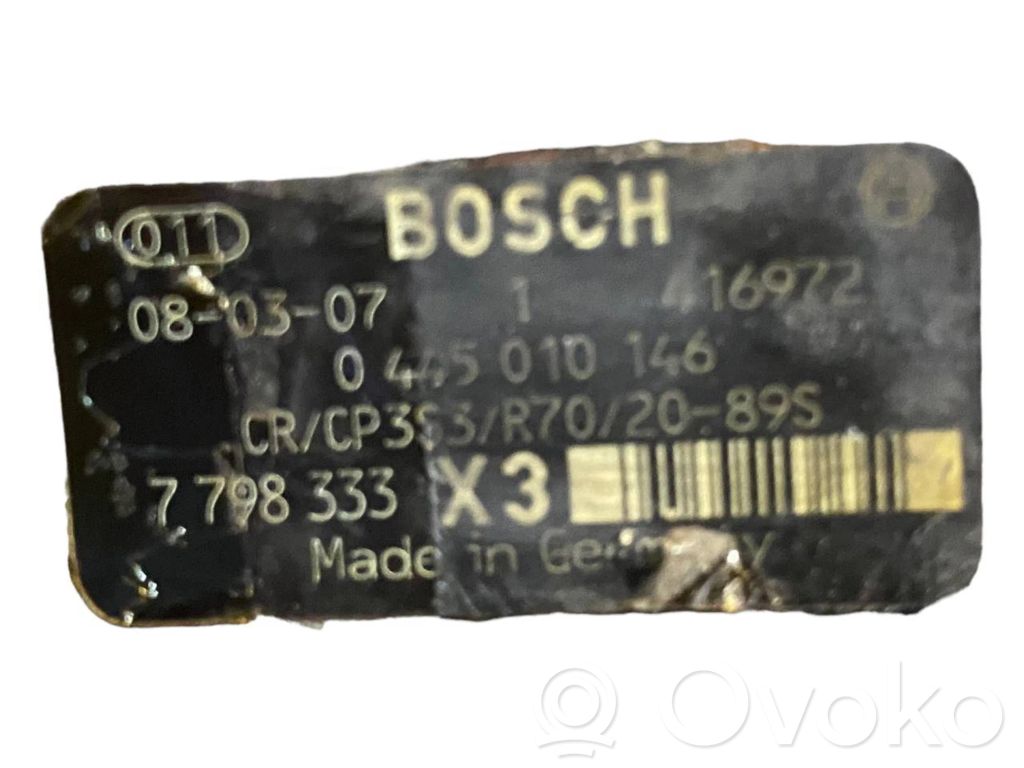 BOSCH
011
08-03-07 1 416972
0 445 010 146
CR/CP3S3/R70/20-89S
7 798 333 X3
Made in Germany
Ovoko